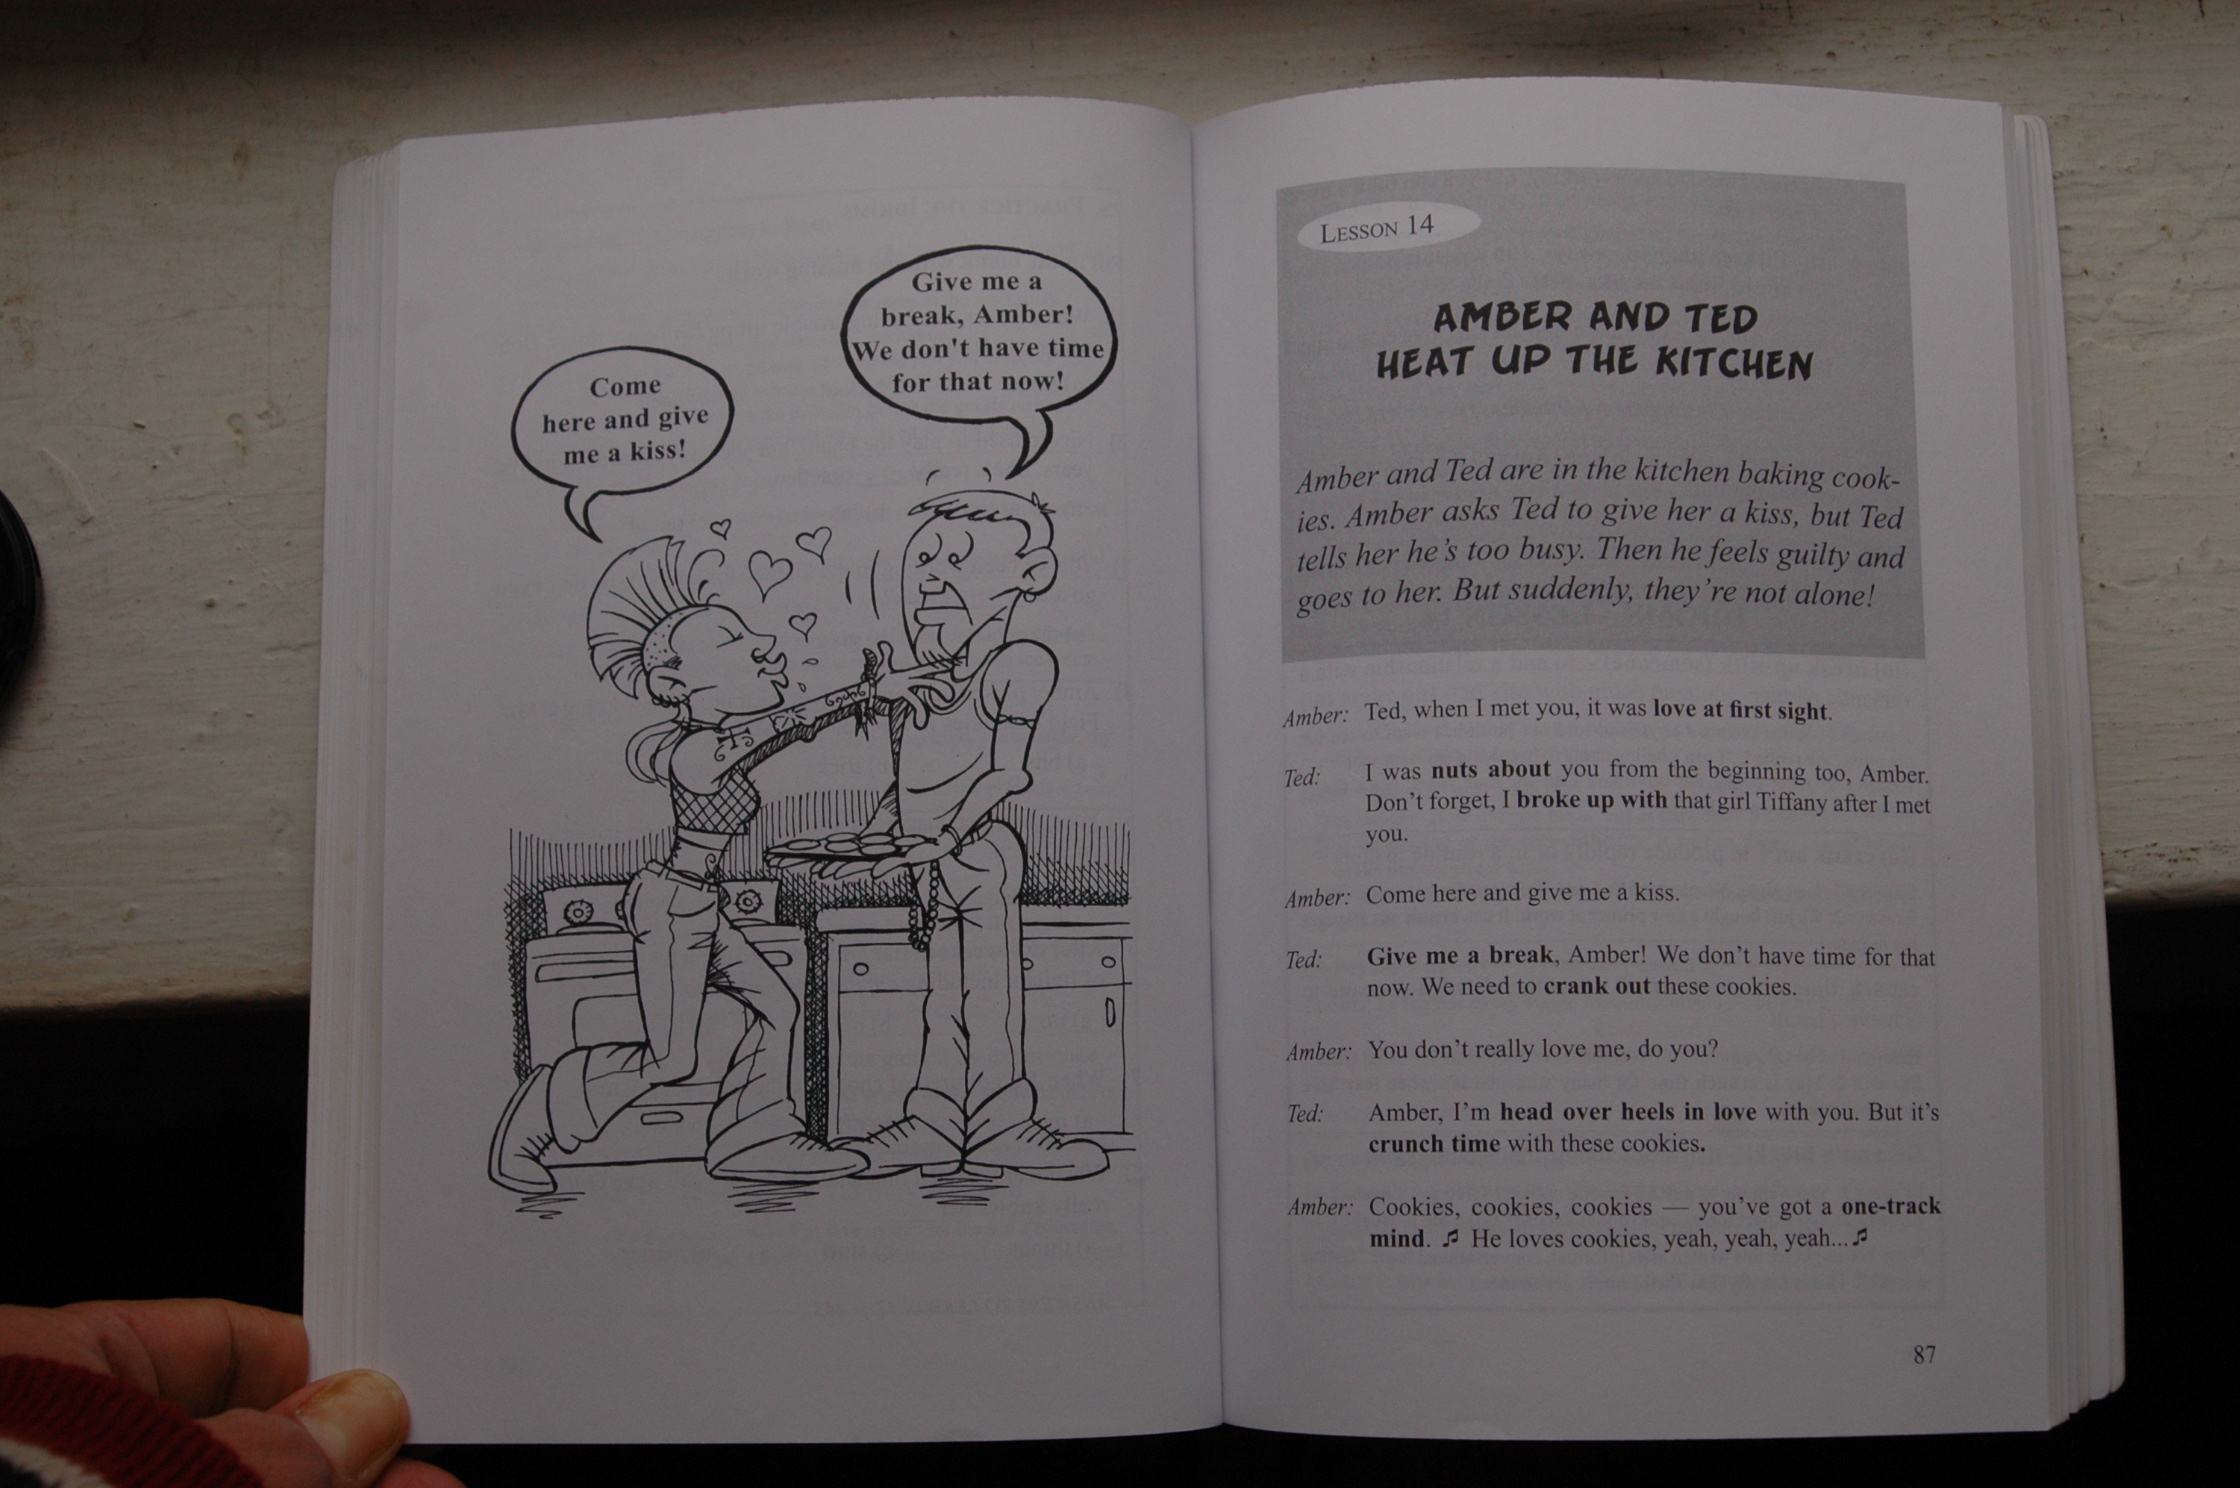 Come
here and give
me a kiss!
Give me a
break, Amber!
We don't have time
for that now!
LESSON 14
AMBER AND TED
HEAT UP THE KITCHEN
Amber and Ted are in the kitchen baking cook-
ies. Amber asks Ted to give her a kiss, but Ted
tells her he's too busy. Then he feels guilty and
goes to her. But suddenly, they're not alone!
Amber: Ted, when I met you, it was love at first sight.
Ted: I was nuts about you from the beginning too, Amber.
Don't forget, I broke up with that girl Tiffany after I met
you.
Amber: Come here and give me a kiss.
Ted: Give me a break, Amber! We don't have time for that
now. We need to crank out these cookies.
Amber: You don't really love me, do you?
Ted: Amber, I'm head over heels in love with you. But it's
crunch time with these cookies.
Amber: Cookies, cookies, cookies — you've got a one-track
mind. ♫ He loves cookies, yeah, yeah, yeah...♫
87